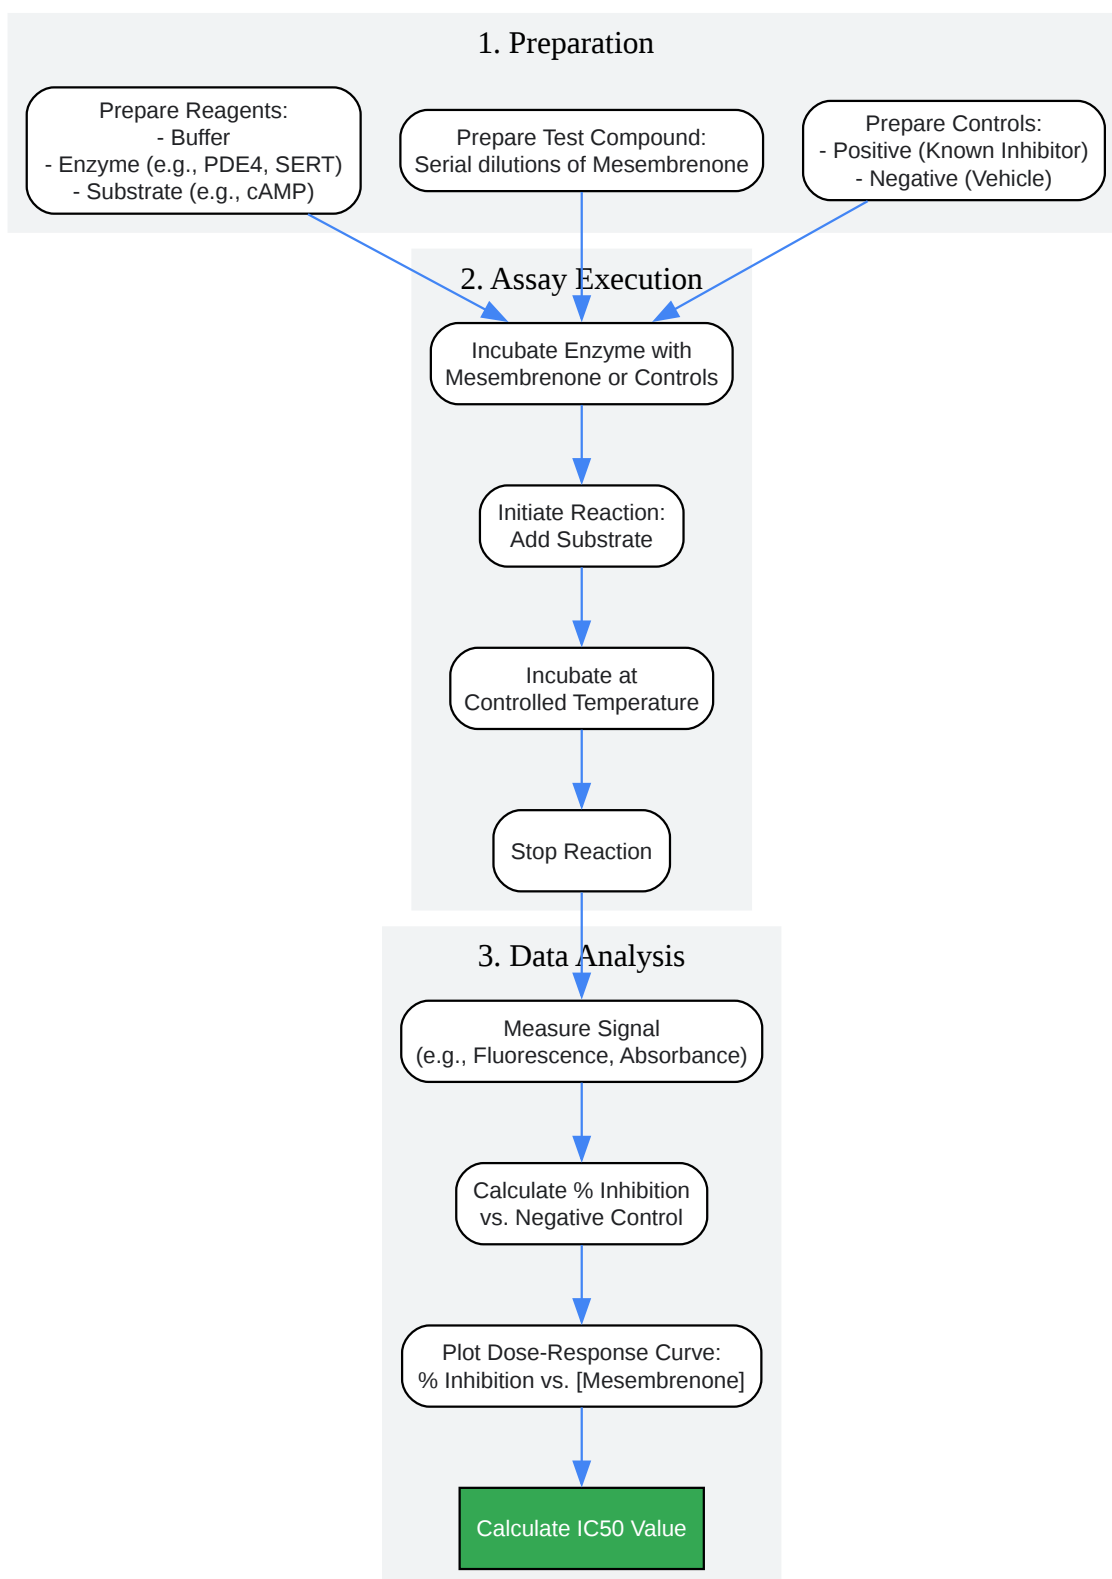 1. Preparation
Prepare Reagents:
- Buffer
- Enzyme (e.g., PDE4, SERT)
- Substrate (e.g., cAMP)
Prepare Test Compound:
Serial dilutions of Mesembrenone
Prepare Controls:
- Positive (Known Inhibitor)
- Negative (Vehicle)
2. Assay Execution
Incubate Enzyme with
Mesembrenone or Controls
Initiate Reaction:
Add Substrate
Incubate at
Controlled Temperature
Stop Reaction
3. Data Analysis
Measure Signal
(e.g., Fluorescence, Absorbance)
Calculate % Inhibition
vs. Negative Control
Plot Dose-Response Curve:
% Inhibition vs. [Mesembrenone]
Calculate IC50 Value